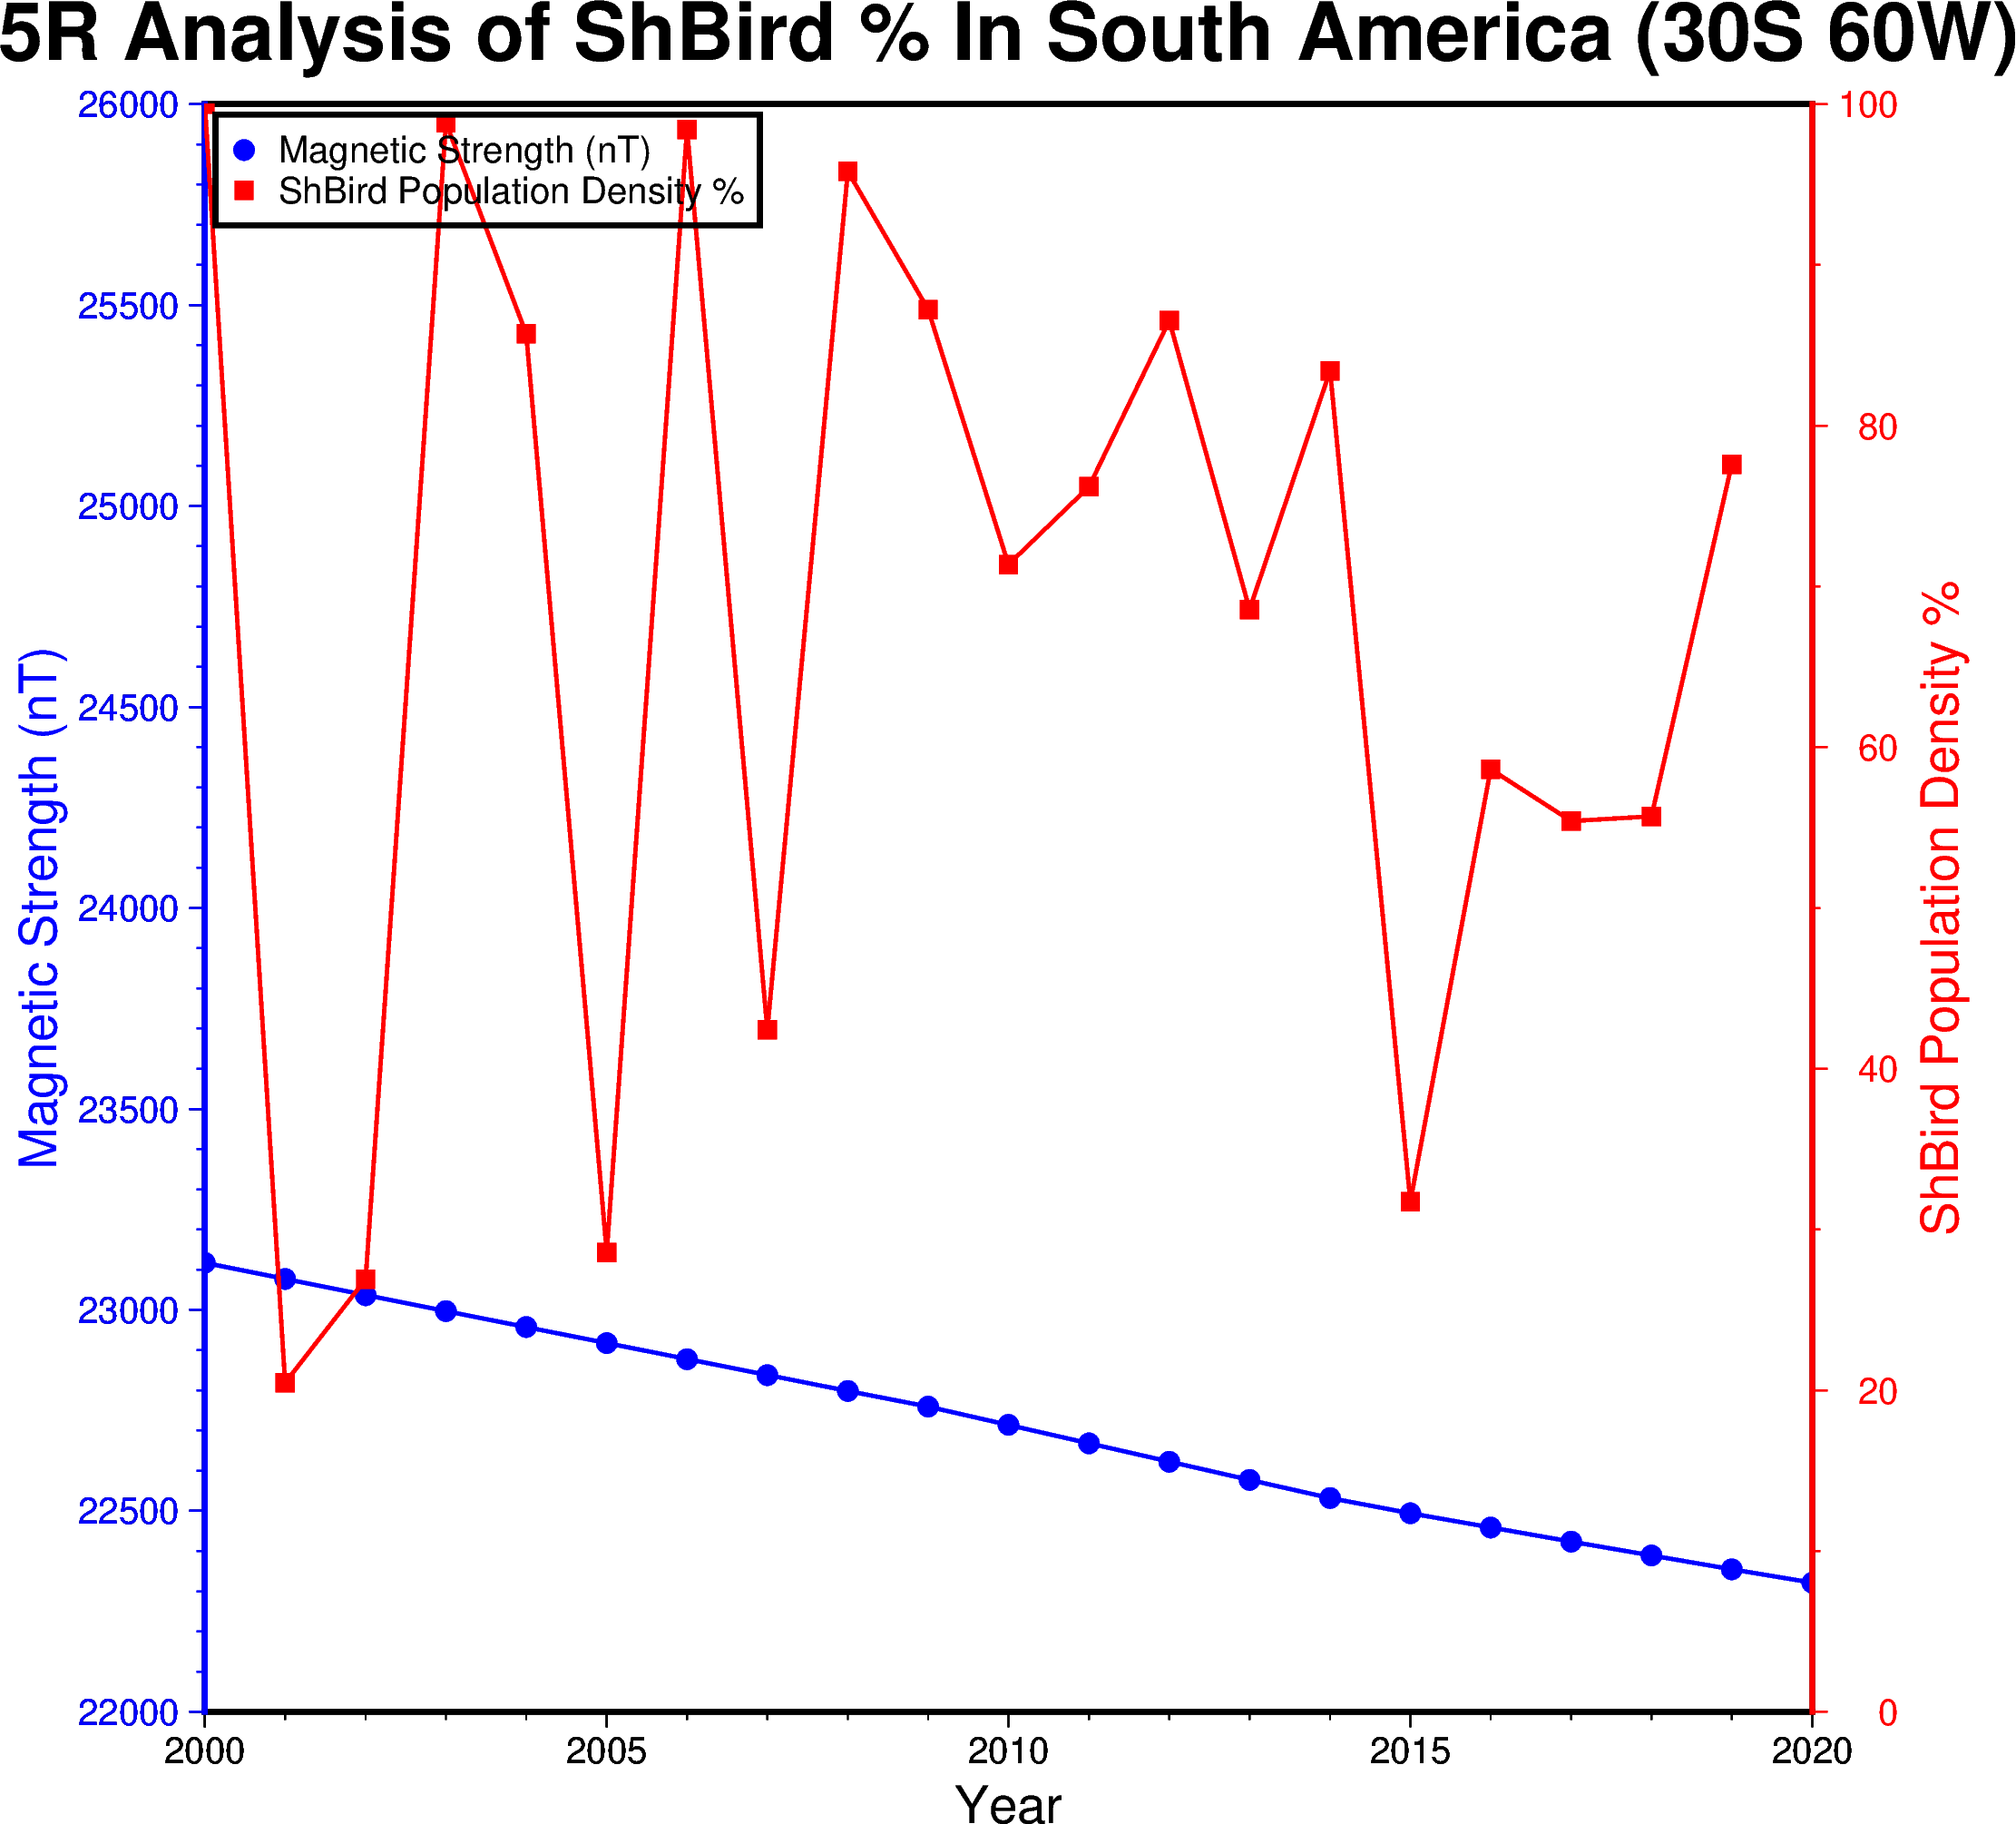 5R Analysis of ShBird % In South America (30S 60W)
Magnetic Strength (nT)
ShBird Population Density %
26000
25500
25000
24500
24000
23500
23000
22500
22000
Magnetic Strength (nT)
100
80
60
40
20
0
ShBird Population Density %
2000 2005 2010 2015 2020
Year